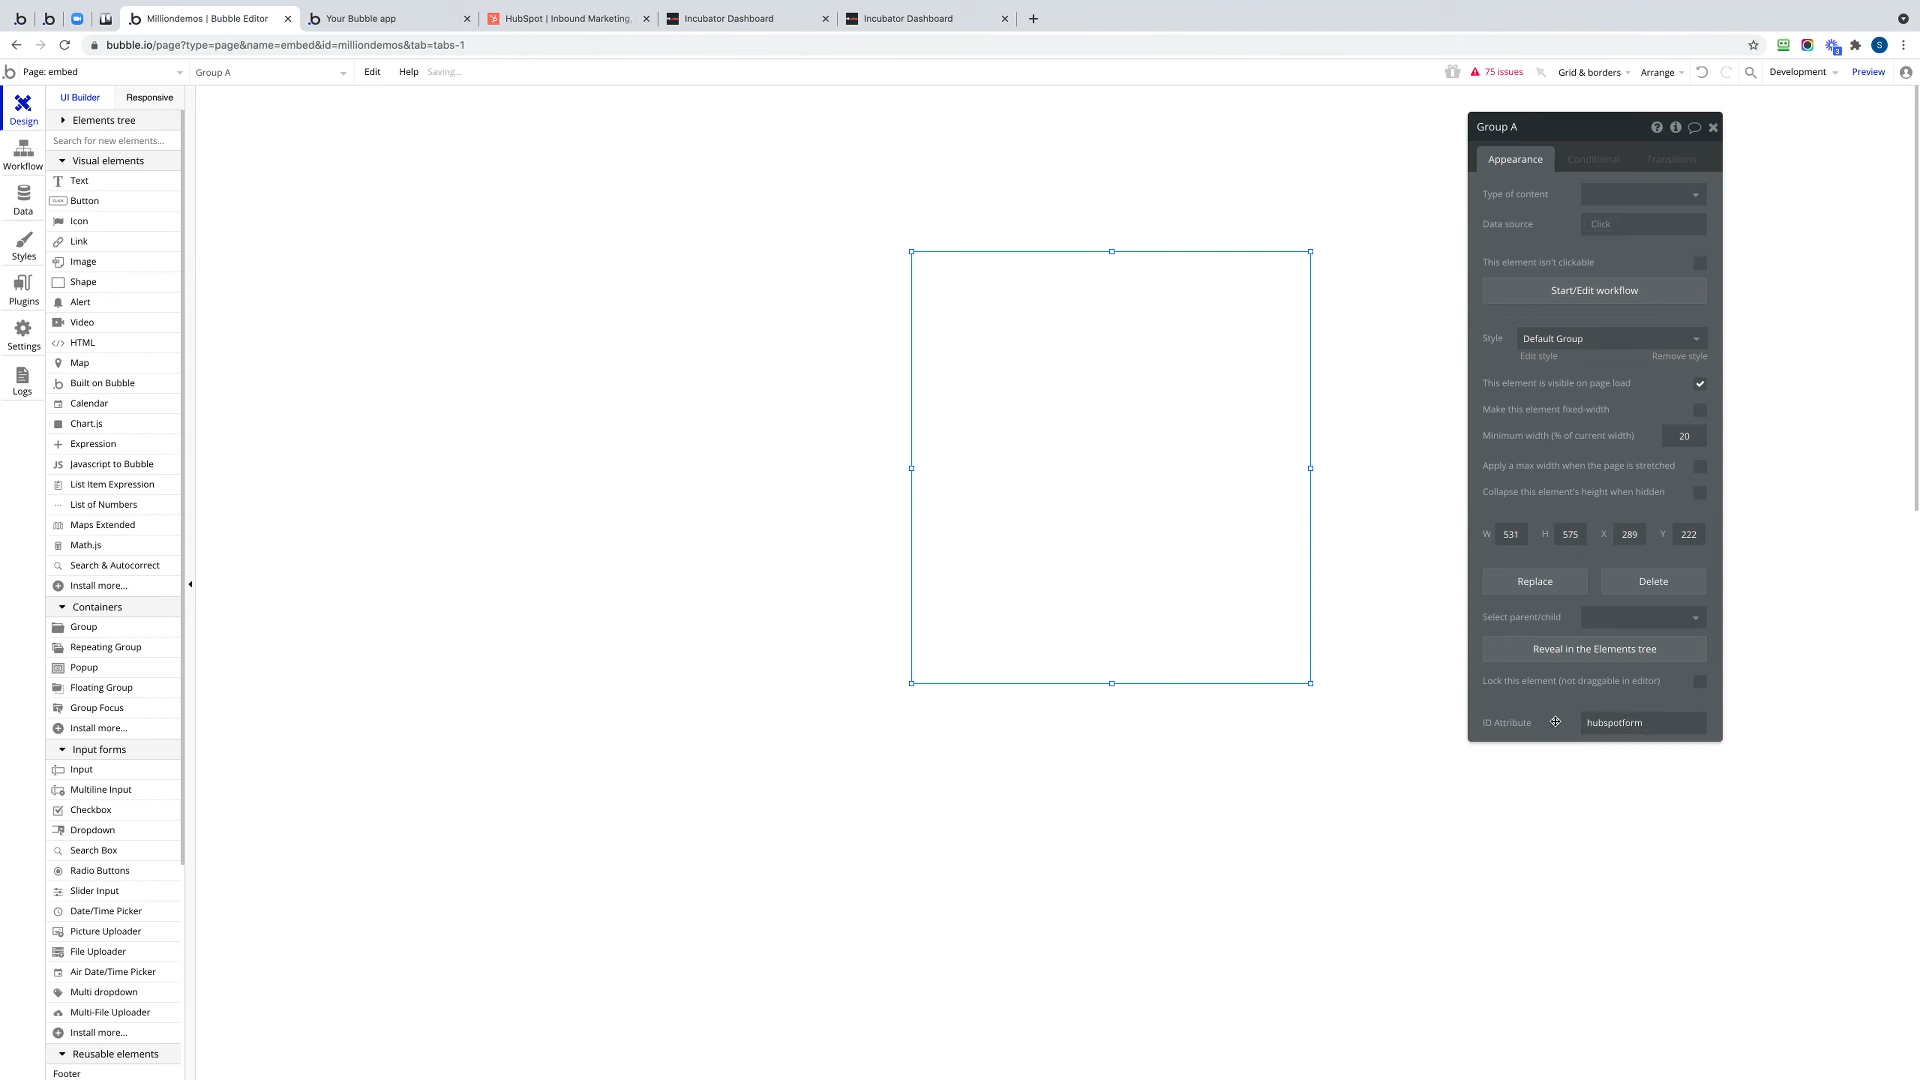 Milliondemos | Bubble Editor
Your Bubble app
HubSpot | Inbound Marketing,
Incubator Dashboard
Incubator Dashboard
bubble.io/page?type=page&name=embed&id=milliondemos&tab=tabs-1
3
S
Page: embed
Group A
Edit
Help
Saving...
75 issues
Grid & borders
Arrange
Development
Preview
Design
Workflow
Data
Styles
Plugins
Settings
Logs
UI Builder
Responsive
Elements tree
Search for new elements...
Visual elements
Text
CLICK Button
Icon
Link
Image
Shape
Alert
Video
HTML
Map
Built on Bubble
Calendar
Chart.js
Expression
JS Javascript to Bubble
List Item Expression
List of Numbers
Maps Extended
Math.js
Search & Autocorrect
Install more...
Containers
Group
Repeating Group
Popup
Floating Group
Group Focus
Install more...
Input forms
Input
Multiline Input
Checkbox
Dropdown
Search Box
Radio Buttons
Slider Input
Date/Time Picker
Picture Uploader
File Uploader
Air Date/Time Picker
Multi dropdown
Multi-File Uploader
Install more...
Reusable elements
Footer
Group A
Appearance
Conditional
Transitions
Type of content
Data source
Click
This element isn't clickable
Start/Edit workflow
Style
Default Group
Edit style
Remove style
This element is visible on page load
Make this element fixed-width
Minimum width (% of current width)
20
Apply a max width when the page is stretched
Collapse this element's height when hidden
W 531 H 575 X 289 Y 222
Replace
Delete
Select parent/child
Reveal in the Elements tree
Lock this element (not draggable in editor)
ID Attribute
hubspotform